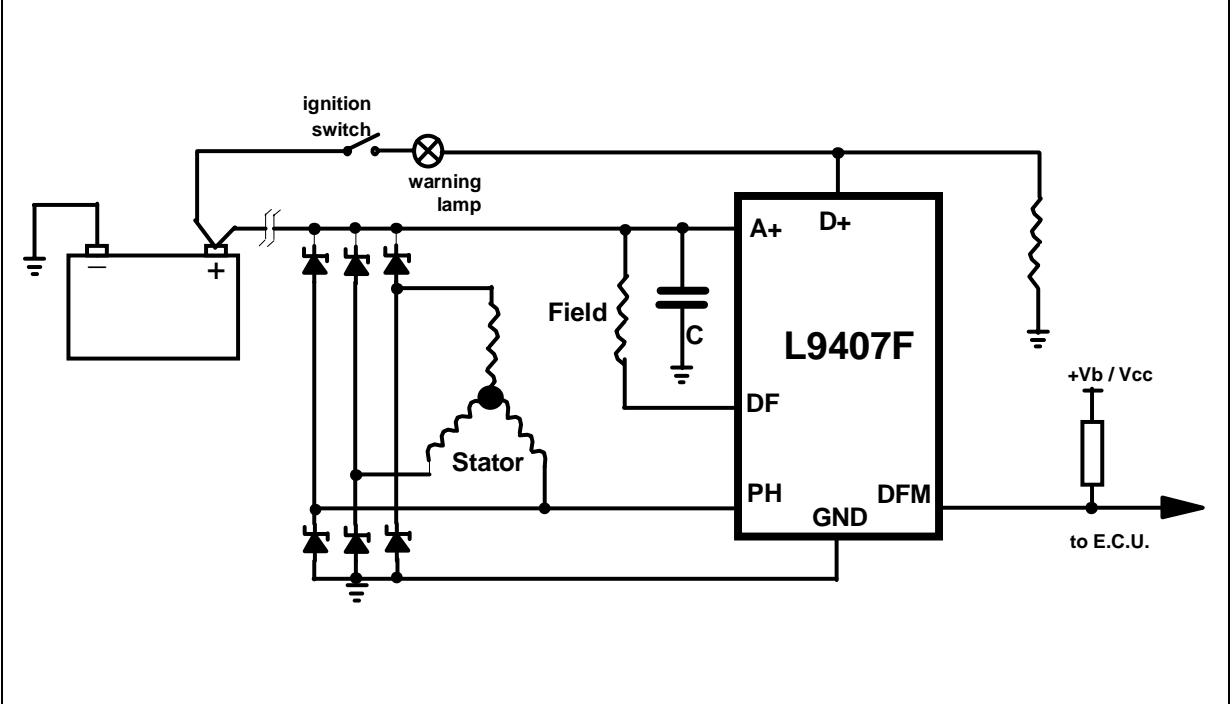 ignition
switch
warning
lamp
A+
D+
− +
Field
C
L9407F
+Vb / Vcc
DF
Stator
PH
DFM
GND
to E.C.U.